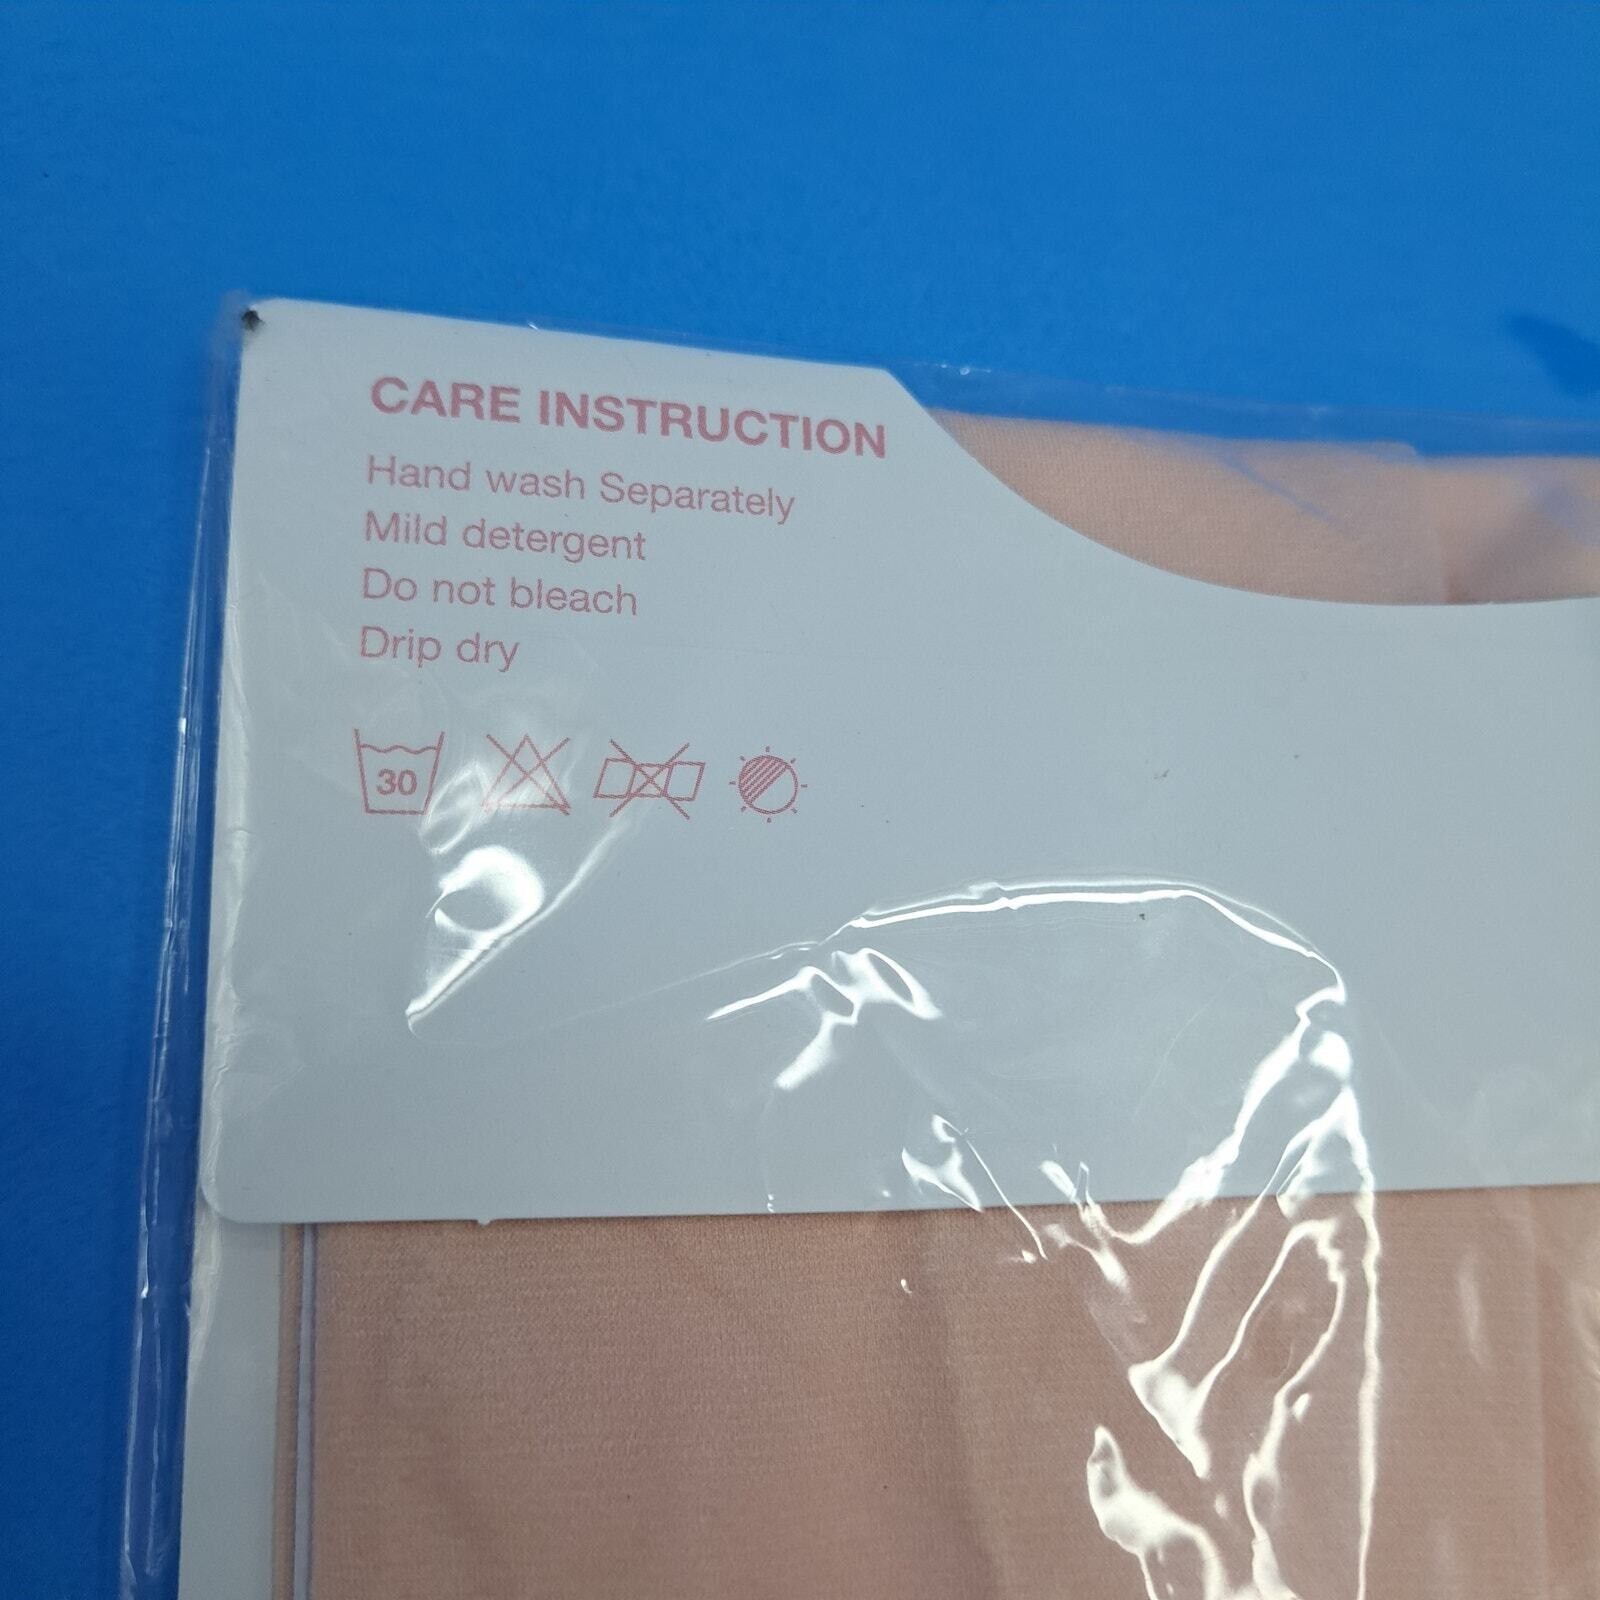 CARE INSTRUCTION
Hand wash Separately
Mild detergent
Do not bleach
Drip dry
30